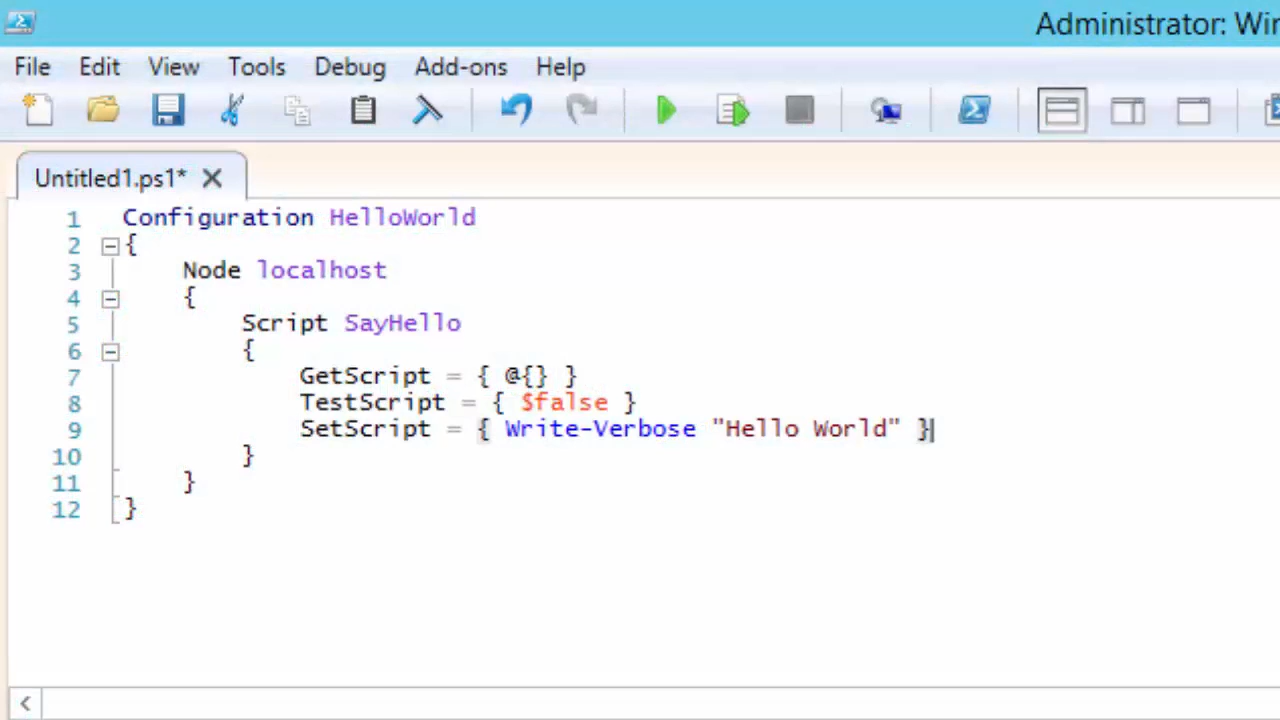 Administrator: Win
File Edit View Tools Debug Add-ons Help
Untitled1.ps1*
1 Configuration HelloWorld
2 {
3 Node localhost
4 {
5 Script SayHello
6 {
7 GetScript = { @{} }
8 TestScript = { $false }
9 SetScript = { Write-Verbose "Hello World" }
10 }
11 }
12 }